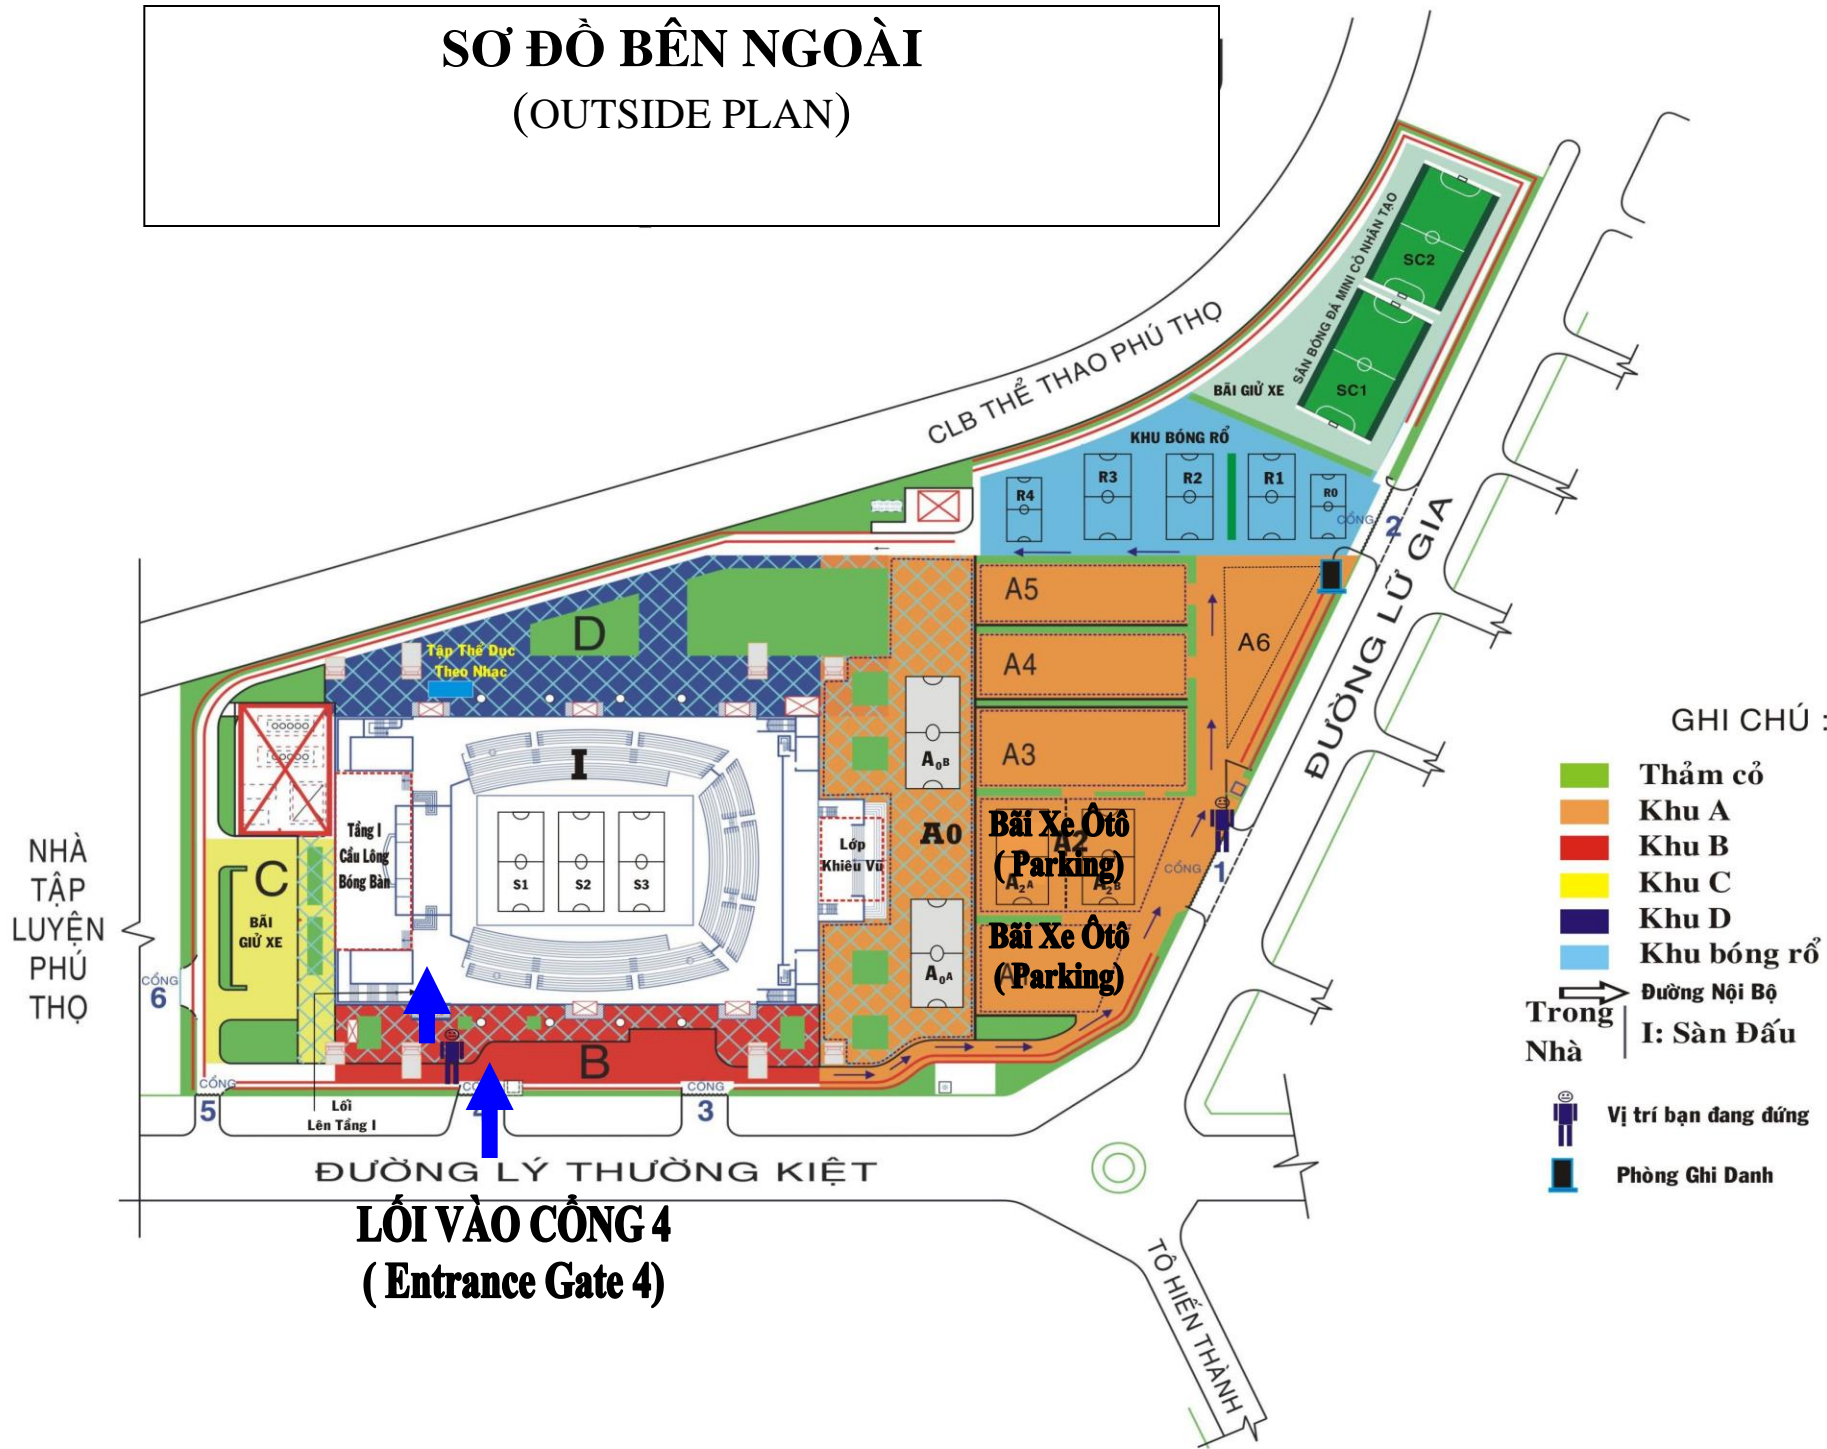 SƠ ĐỒ BÊN NGOÀI
(OUTSIDE PLAN)
CLB THỂ THAO PHÚ THỌ
SÂN BÓNG ĐÁ MINI CỎ NHÂN TẠO
SC2
SC1
BÃI GIỮ XE
KHU BÓNG RỔ
R4
R3
R2
R1
R0
CỔNG
2
ĐƯỜNG LỮ GIA
A5
A4
A3
A6
D
Tập Thể Dục
Theo Nhạc
I
S1
S2
S3
Tầng I
Cầu Lông
Bóng Bàn
Lớp
Khiêu Vũ
A0
A0B
A0A
Bãi Xe Ôtô
( Parking)
A2
A2A
A2B
Bãi Xe Ôtô
( Parking)
CỔNG
1
C
BÃI
GIỮ XE
NHÀ
TẬP
LUYỆN
PHÚ
THỌ
CỔNG
6
B
CỔNG
5
Lối
Lên Tầng I
CỔNG
3
ĐƯỜNG LÝ THƯỜNG KIỆT
LỐI VÀO CỔNG 4
( Entrance Gate 4)
TÔ HIẾN THÀNH
GHI CHÚ :
Thảm cỏ
Khu A
Khu B
Khu C
Khu D
Khu bóng rổ
Đường Nội Bộ
Trong
Nhà
I: Sàn Đấu
Vị trí bạn đang đứng
Phòng Ghi Danh